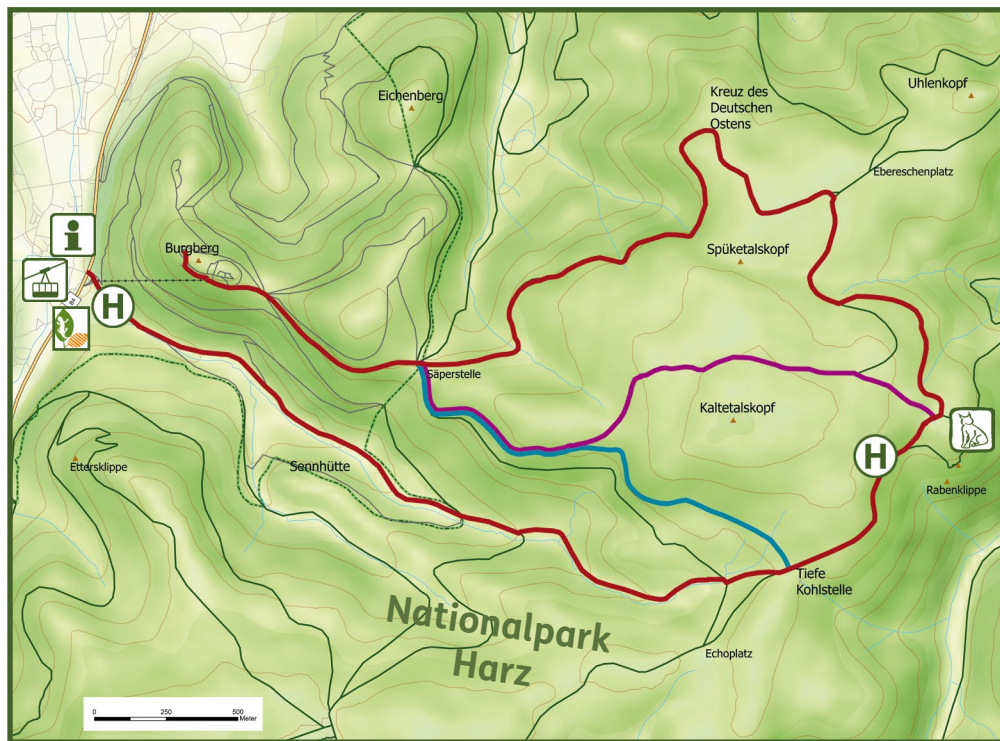 Eichenberg
Kreuz des
Deutschen
Ostens
Uhlenkopf
Ebereschenplatz
i
Burgberg
Spüketalskopf
H
B4
Säperstelle
Kaltetalskopf
H
Ettersklippe
Sennhütte
Rabenklippe
Tiefe
Kohlstelle
Nationalpark
Harz
Echoplatz
0 250 500
Meter